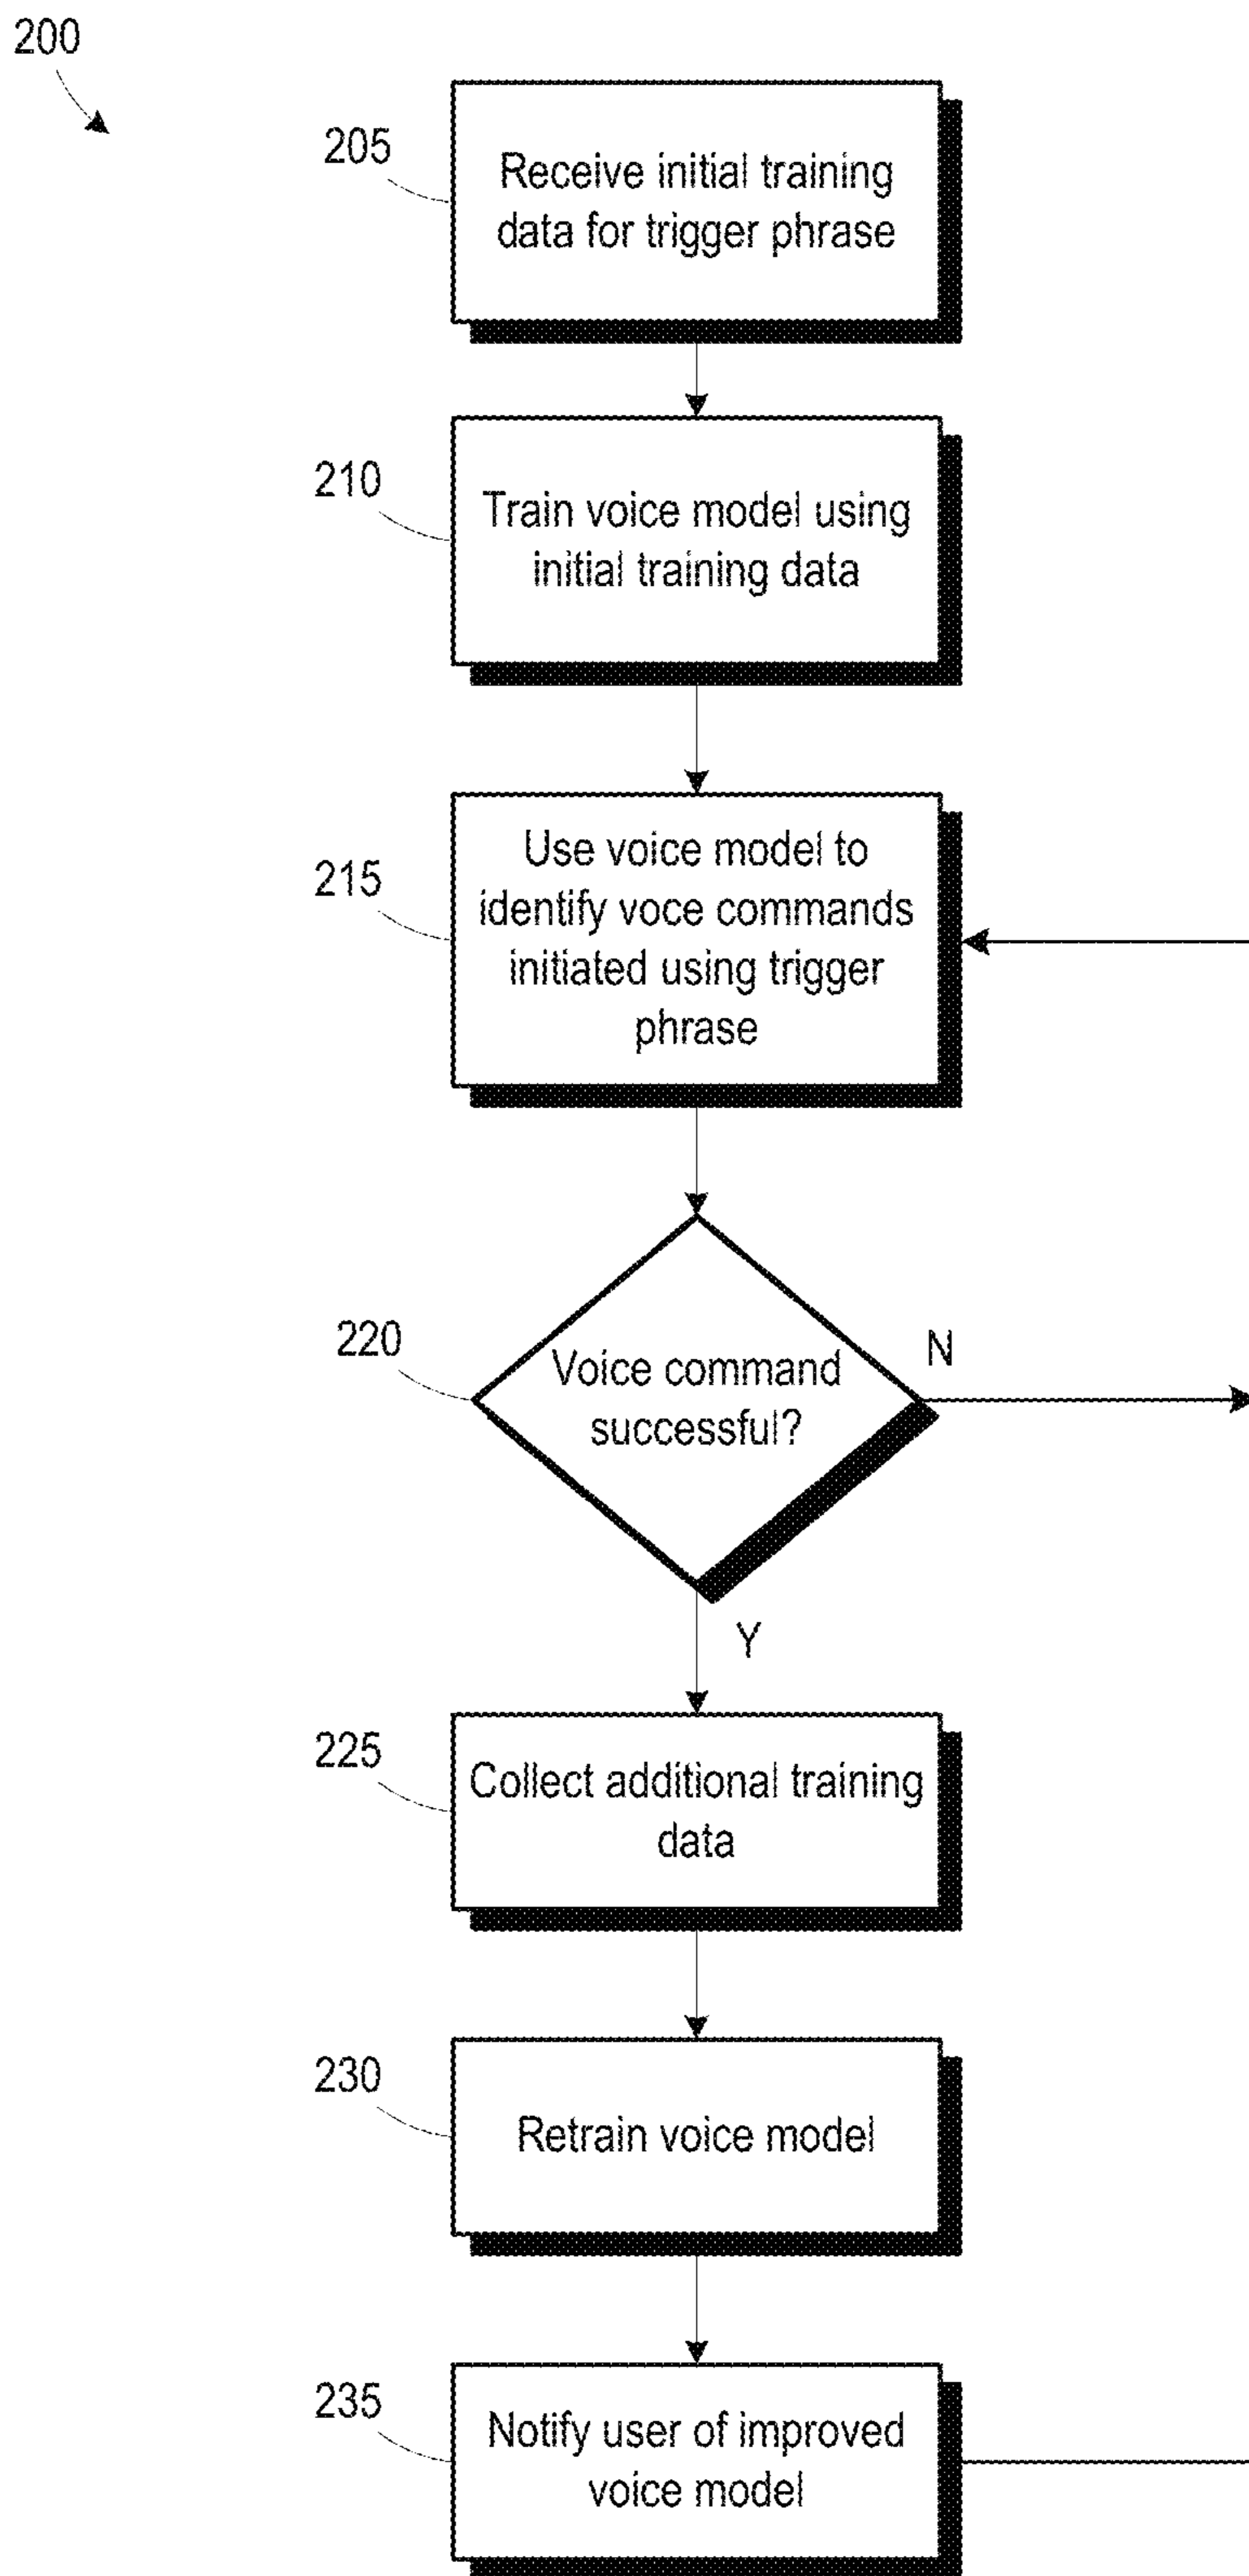 200
205
Receive initial training
data for trigger phrase
210
Train voice model using
initial training data
215
Use voice model to
identify voce commands
initiated using trigger
phrase
220
Voice command
successful?
N
Y
225
Collect additional training
data
230
Retrain voice model
235
Notify user of improved
voice model